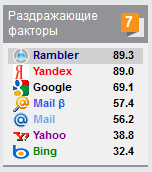 Раздражающие
факторы
7
Rambler 89.3
Yandex 89.0
Google 69.1
Mail β 57.4
Mail 56.2
Yahoo 38.8
Bing 32.4